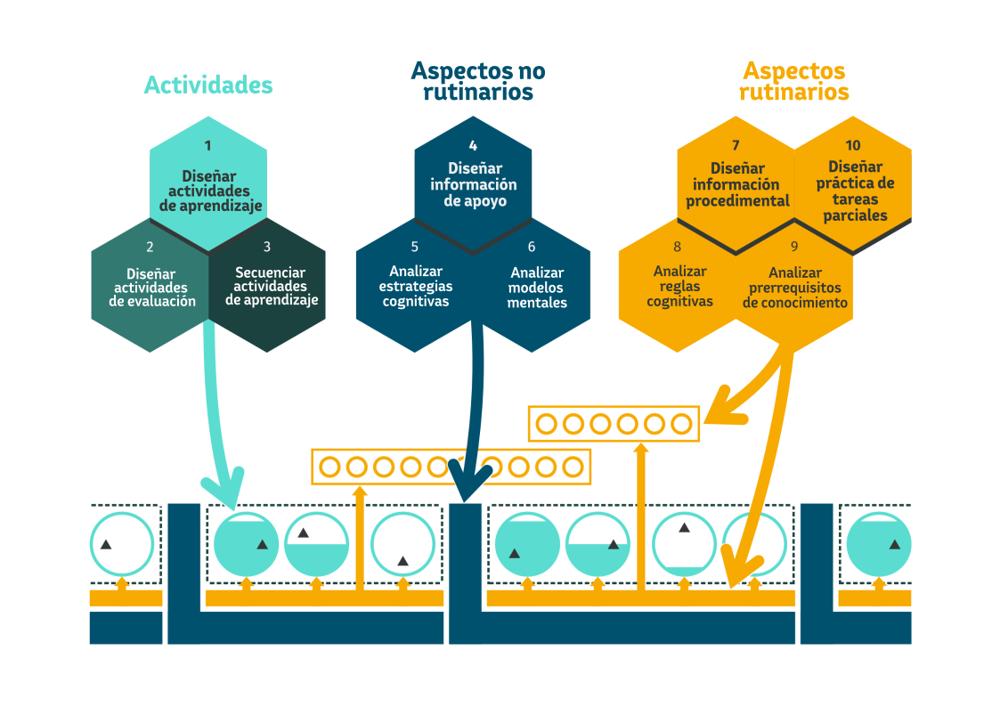 Actividades
Aspectos no
rutinarios
Aspectos
rutinarios
1
Diseñar
actividades
de aprendizaje
2
Diseñar
actividades
de evaluación
3
Secuenciar
actividades
de aprendizaje
4
Diseñar
información
de apoyo
5
Analizar
estrategias
cognitivas
6
Analizar
modelos
mentales
7
Diseñar
información
procedimental
10
Diseñar
práctica de
tareas
parciales
8
Analizar
reglas
cognitivas
9
Analizar
prerrequisitos
de conocimiento